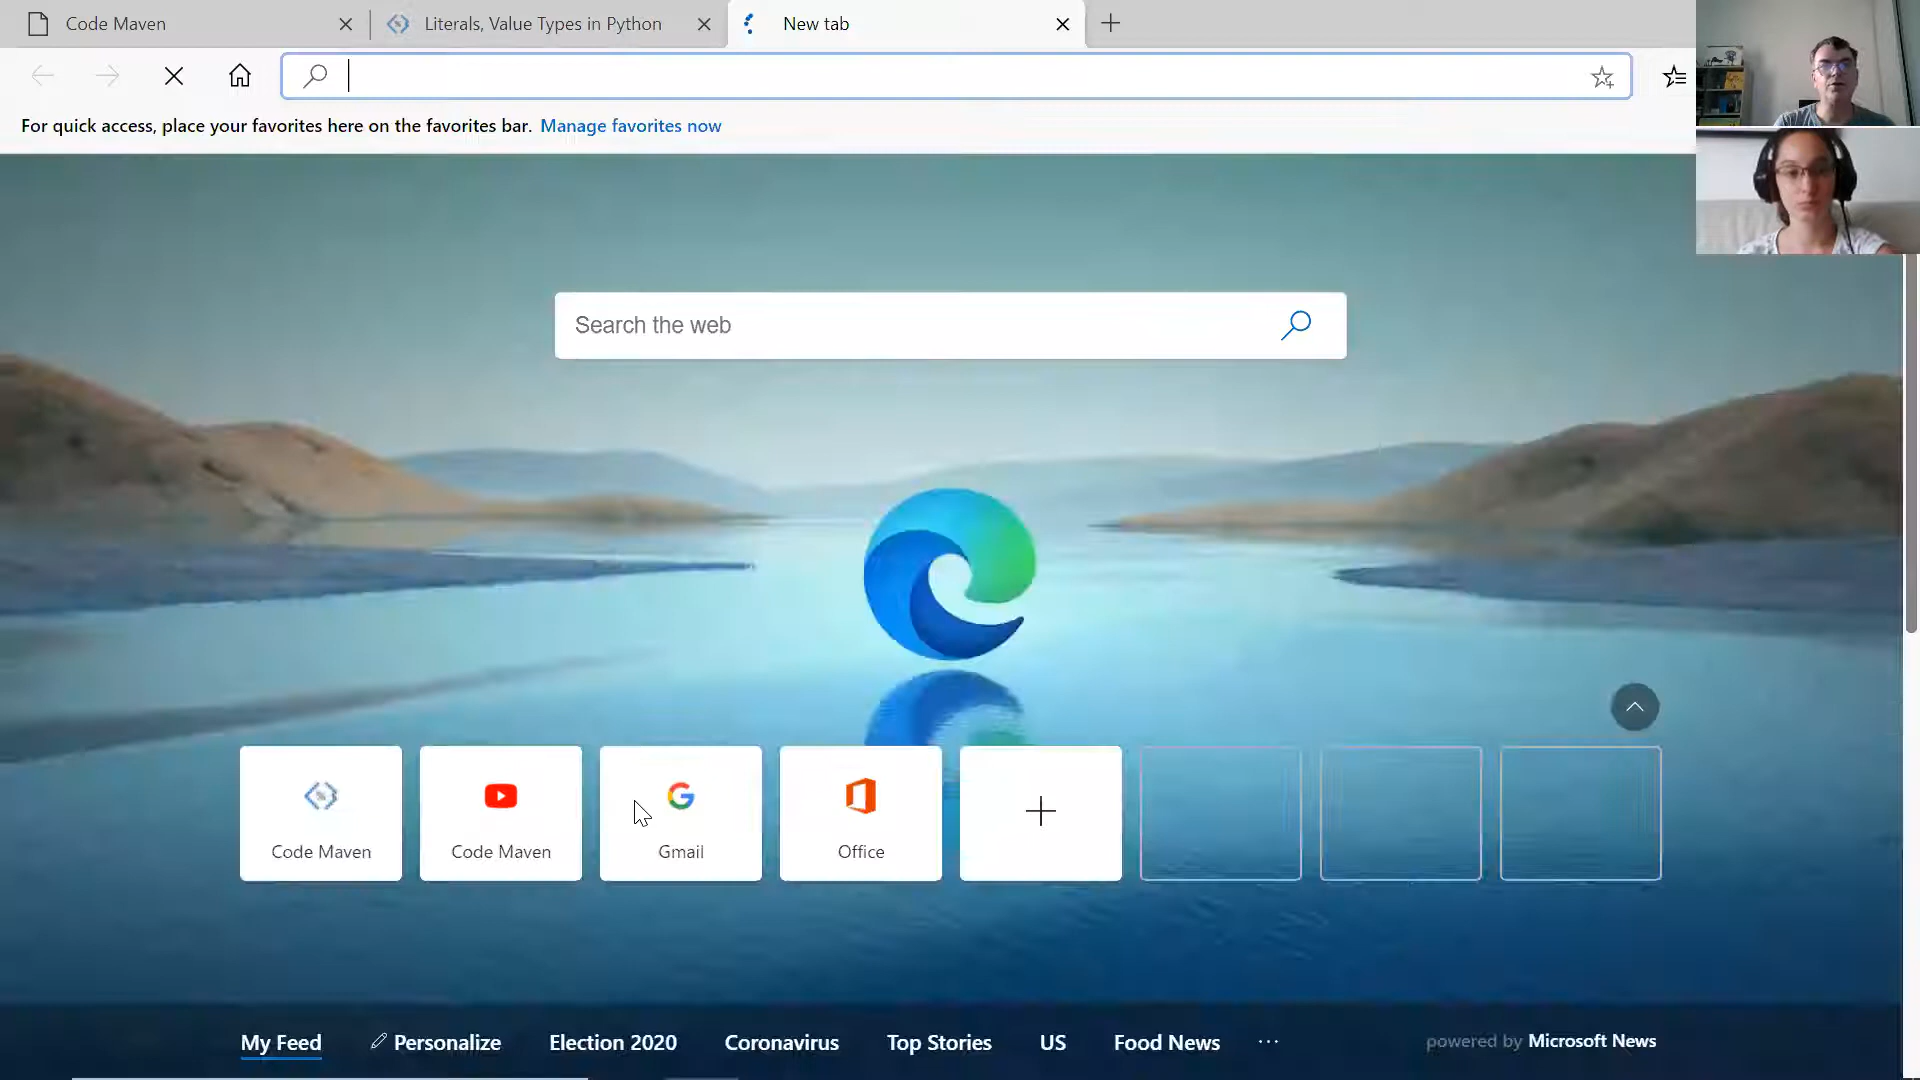 Code Maven
Literals, Value Types in Python
New tab
For quick access, place your favorites here on the favorites bar. Manage favorites now
Search the web
Code Maven
Code Maven
Gmail
Office
My Feed
Personalize
Election 2020
Coronavirus
Top Stories
US
Food News
powered by Microsoft News